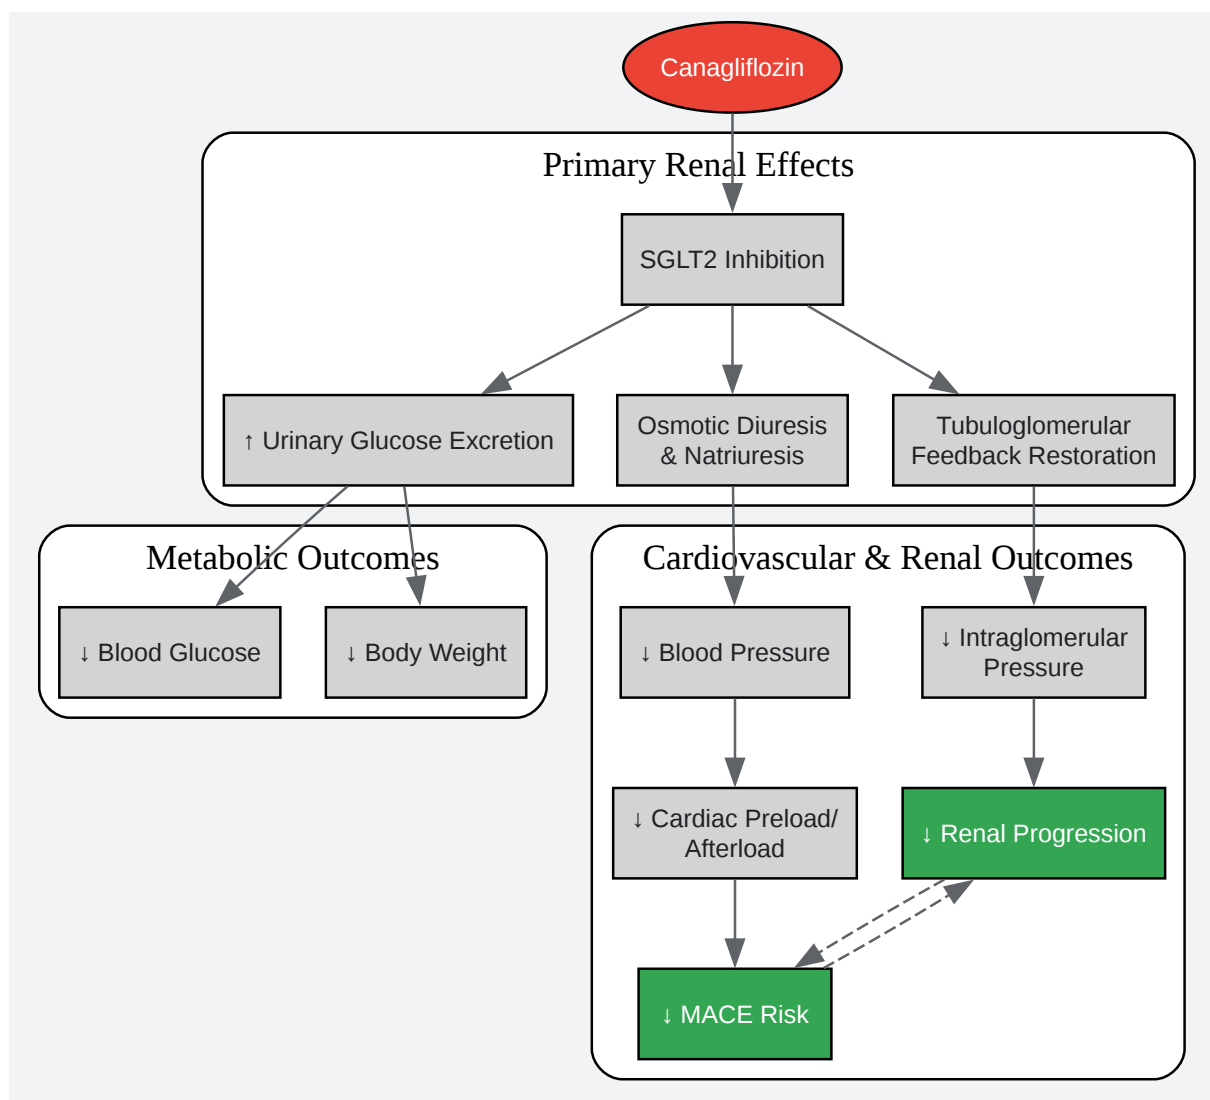 Canagliflozin
Primary Renal Effects
SGLT2 Inhibition
↑ Urinary Glucose Excretion
Osmotic Diuresis
& Natriuresis
Tubuloglomerular
Feedback Restoration
Metabolic Outcomes
↓ Blood Glucose
↓ Body Weight
Cardiovascular & Renal Outcomes
↓ Blood Pressure
↓ Intraglomerular
Pressure
↓ Cardiac Preload/
Afterload
↓ Renal Progression
↓ MACE Risk